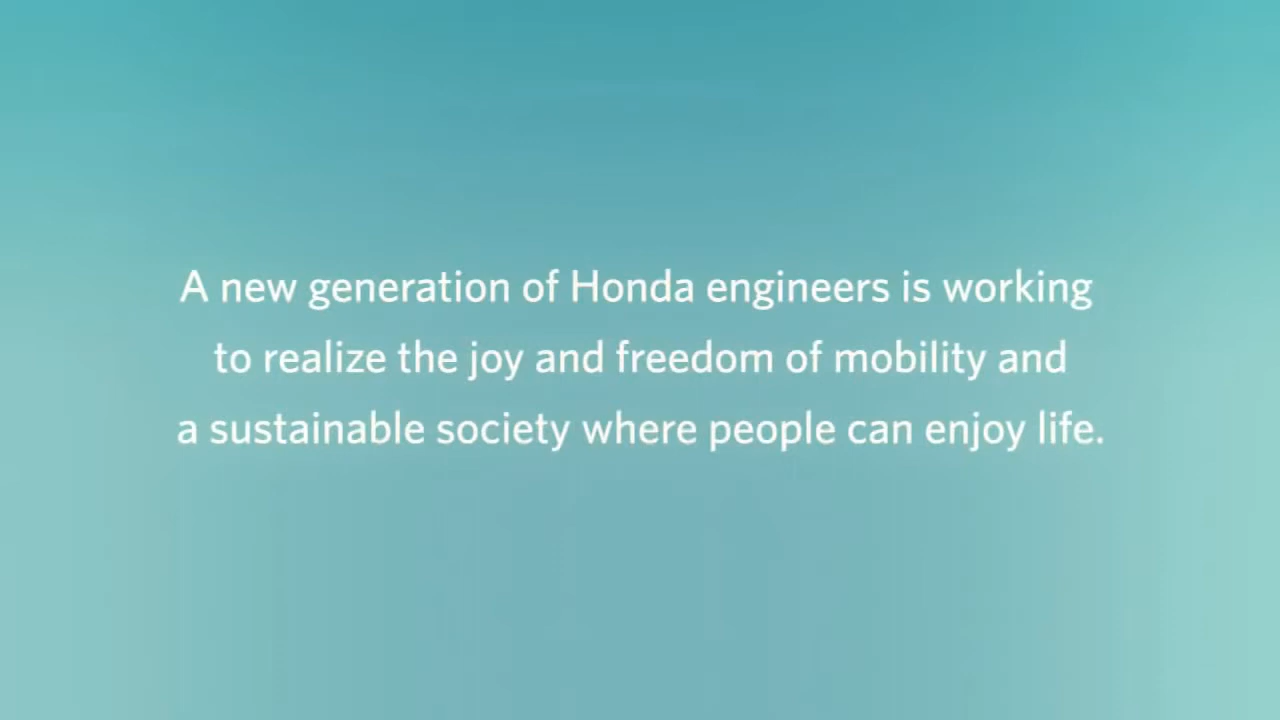 A new generation of Honda engineers is working
to realize the joy and freedom of mobility and
a sustainable society where people can enjoy life.